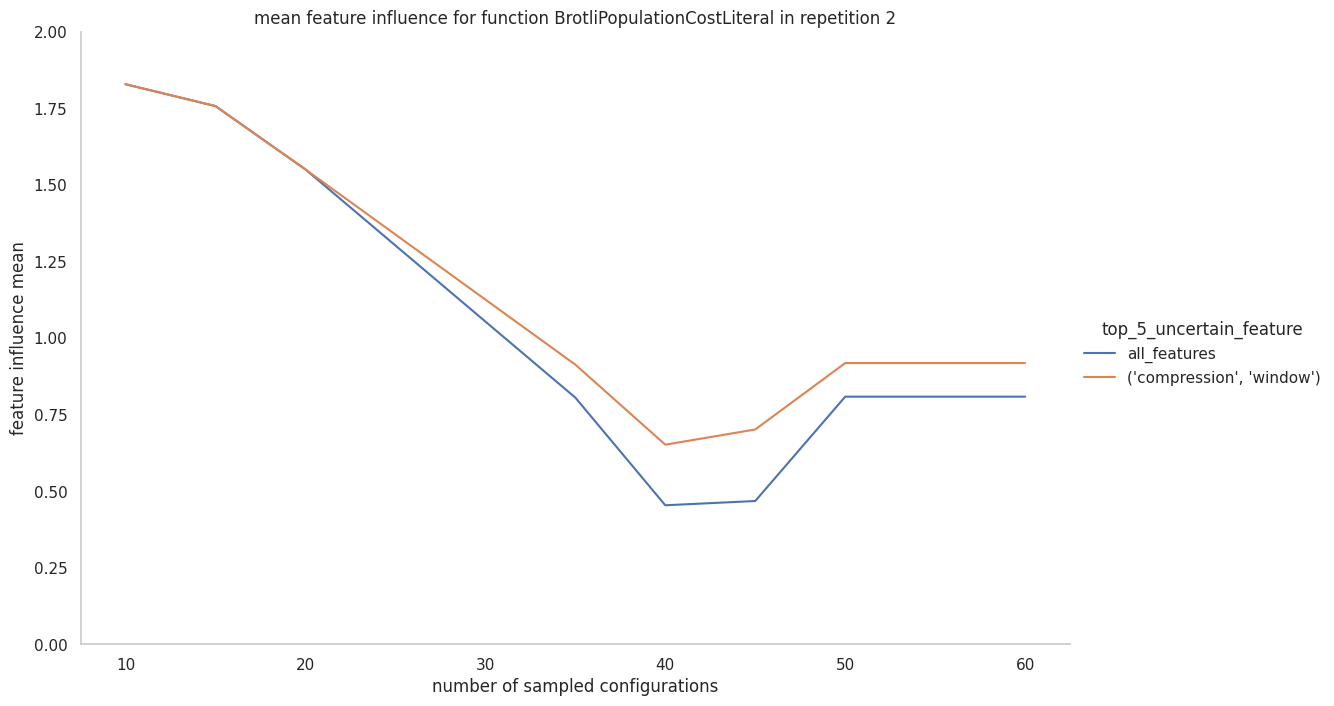 mean feature influence for function BrotliPopulationCostLiteral in repetition 2
2.00
1.75
1.50
1.25
1.00
0.75
0.50
0.25
0.00
feature influence mean
10 20 30 40 50 60
number of sampled configurations
top_5_uncertain_feature
all_features
('compression', 'window')